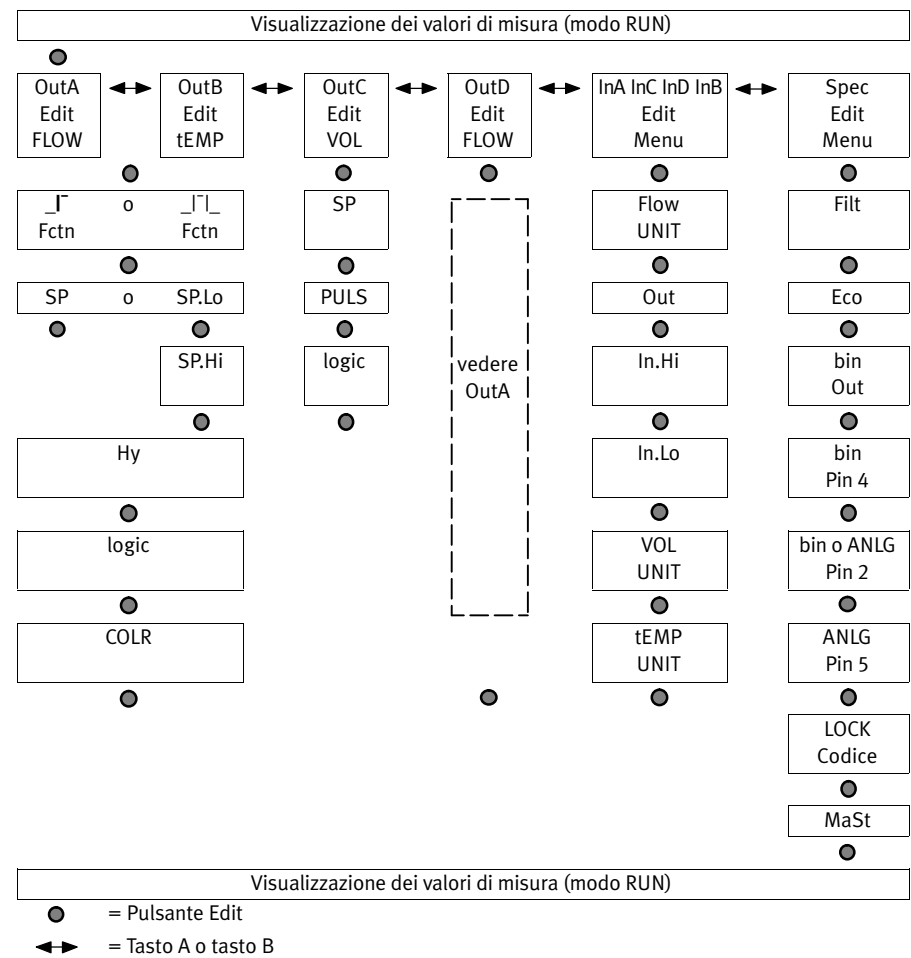 Visualizzazione dei valori di misura (modo RUN)
OutA
Edit
FLOW
OutB
Edit
tEMP
OutC
Edit
VOL
OutD
Edit
FLOW
InA InC InD InB
Edit
Menu
Spec
Edit
Menu
_|¯ o _|¯|_
Fctn Fctn
SP
Flow
UNIT
Filt
SP o SP.Lo
PULS
Out
Eco
SP.Hi
logic
vedere
OutA
In.Hi
bin
Out
Hy
In.Lo
bin
Pin 4
logic
VOL
UNIT
bin o ANLG
Pin 2
COLR
tEMP
UNIT
ANLG
Pin 5
LOCK
Codice
MaSt
Visualizzazione dei valori di misura (modo RUN)
= Pulsante Edit
= Tasto A o tasto B